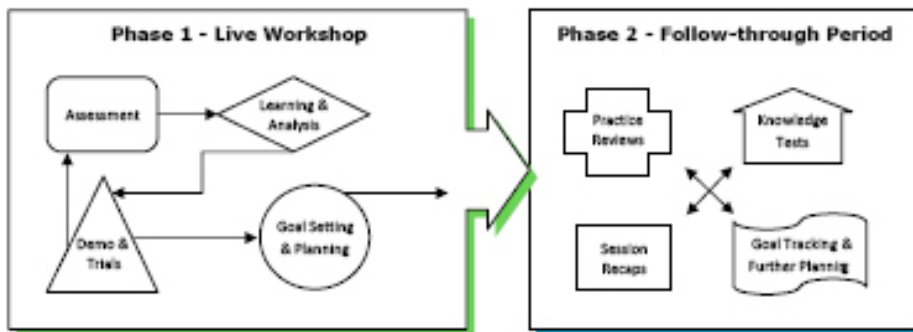 Phase 1 - Live Workshop
Assessment
Learning &
Analysis
Demo &
Trials
Goal Setting
& Planning
Phase 2 - Follow-through Period
Practice
Reviews
Knowledge
Tests
Session
Recaps
Goal Tracking &
Further Planning